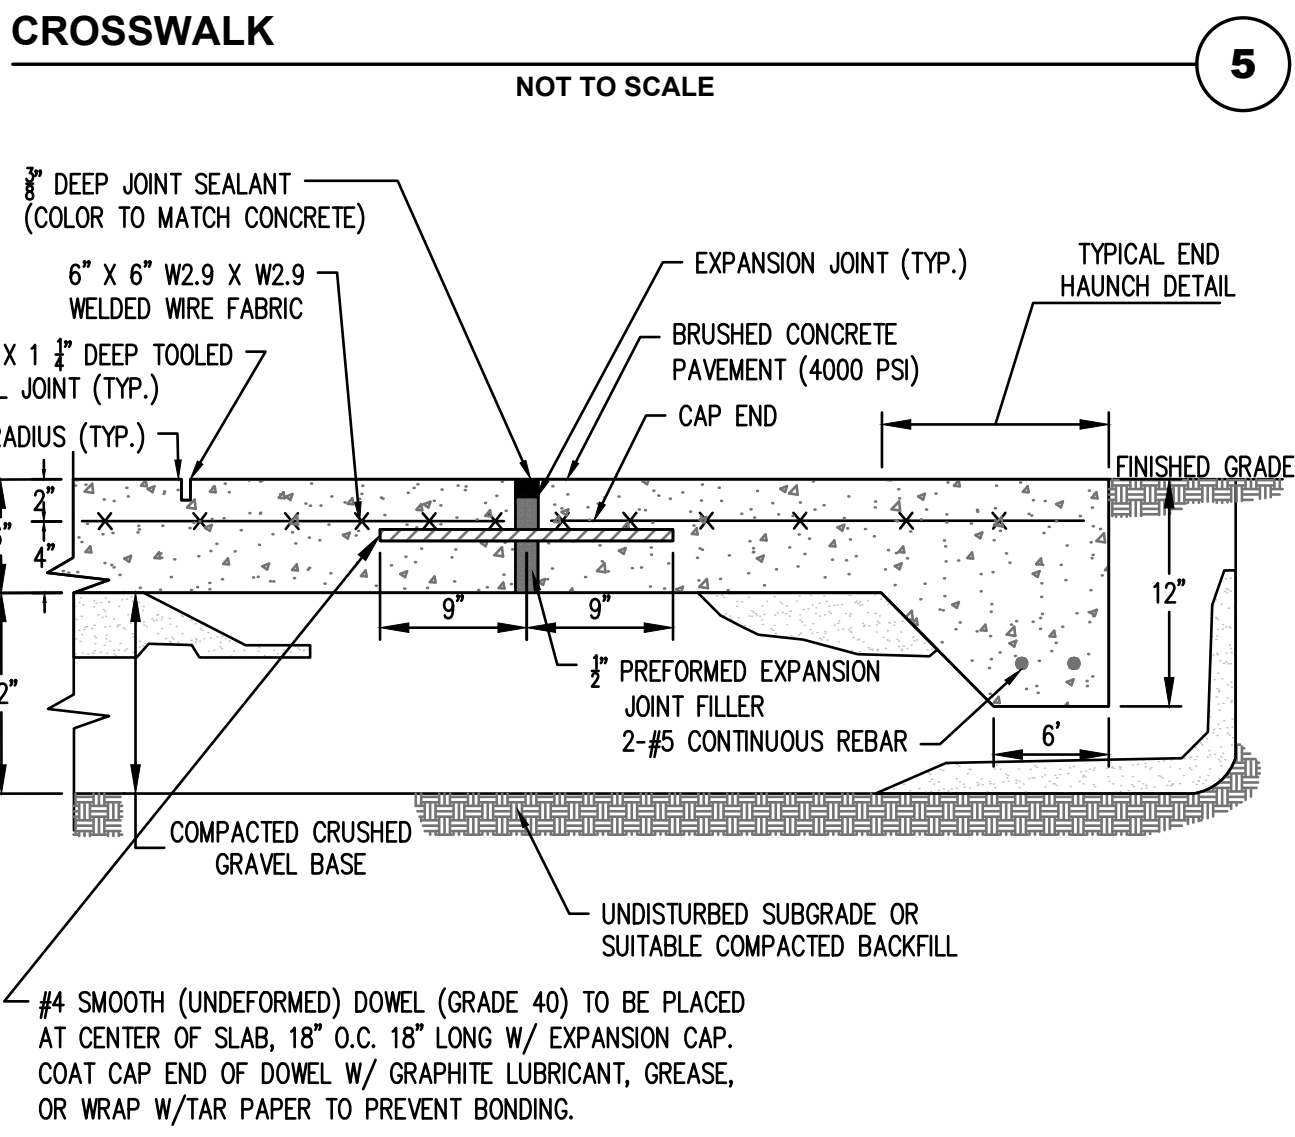 CROSSWALK
5
NOT TO SCALE
3/8" DEEP JOINT SEALANT
(COLOR TO MATCH CONCRETE)
6" X 6" W2.9 X W2.9
WELDED WIRE FABRIC
X 1 1/4" DEEP TOOLED
JOINT (TYP.)
RADIUS (TYP.)
EXPANSION JOINT (TYP.)
BRUSHED CONCRETE
PAVEMENT (4000 PSI)
CAP END
TYPICAL END
HAUNCH DETAIL
FINISHED GRADE
2"
4"
2"
9"
9"
12"
6'
1/2" PREFORMED EXPANSION
JOINT FILLER
2-#5 CONTINUOUS REBAR
COMPACTED CRUSHED
GRAVEL BASE
UNDISTURBED SUBGRADE OR
SUITABLE COMPACTED BACKFILL
#4 SMOOTH (UNDEFORMED) DOWEL (GRADE 40) TO BE PLACED
AT CENTER OF SLAB, 18" O.C. 18" LONG W/ EXPANSION CAP.
COAT CAP END OF DOWEL W/ GRAPHITE LUBRICANT, GREASE,
OR WRAP W/TAR PAPER TO PREVENT BONDING.